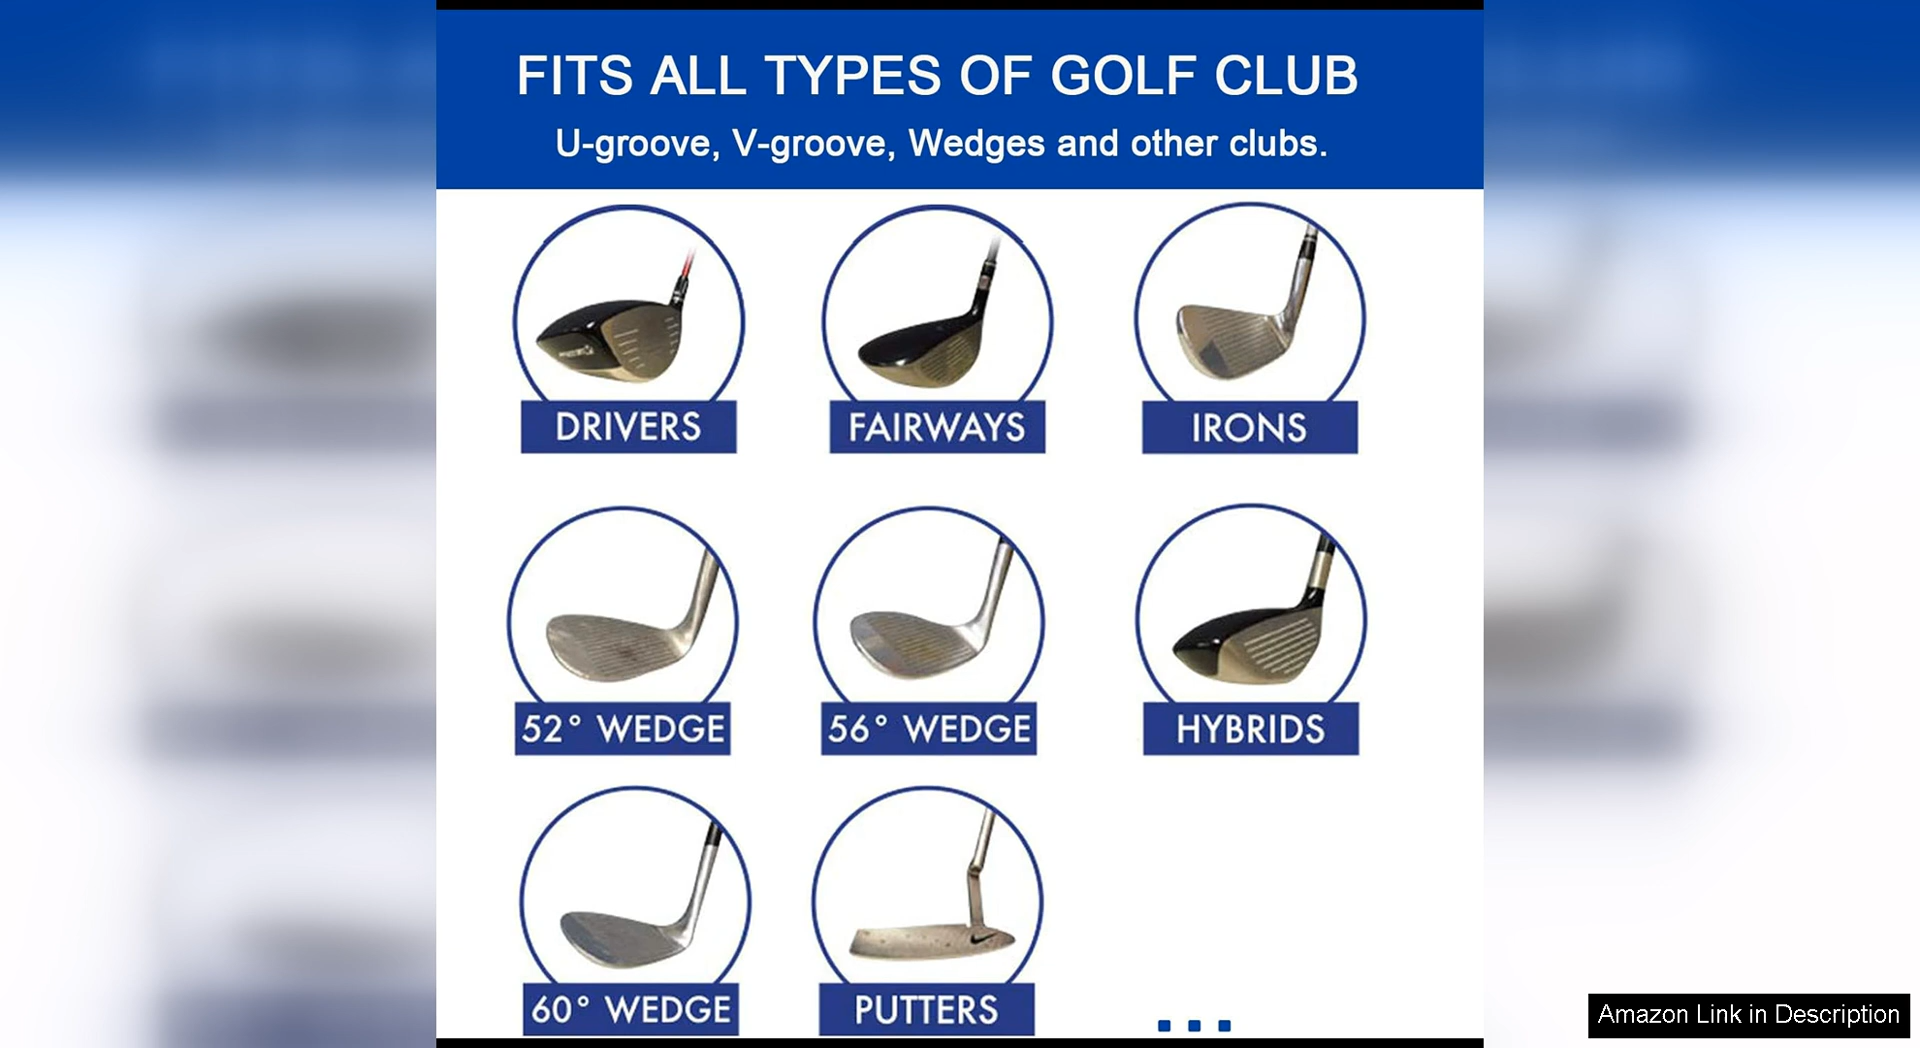 FITS ALL TYPES OF GOLF CLUB
U-groove, V-groove, Wedges and other clubs.
DRIVERS
FAIRWAYS
IRONS
52° WEDGE
56° WEDGE
HYBRIDS
60° WEDGE
PUTTERS
Amazon Link in Description